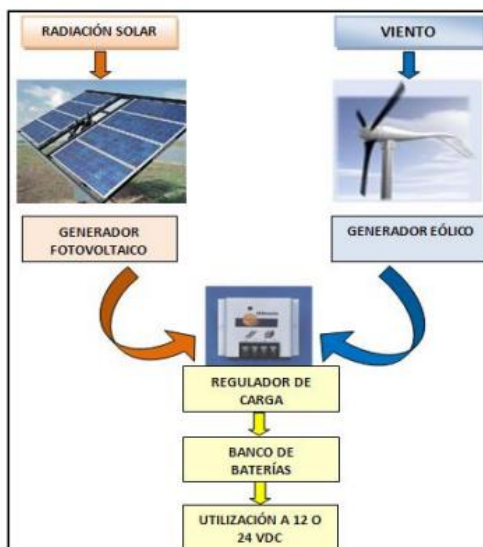 RADIACIÓN SOLAR
VIENTO
GENERADOR
FOTOVOLTAICO
GENERADOR EÓLICO
REGULADOR DE
CARGA
BANCO DE
BATERÍAS
UTILIZACIÓN A 12 O
24 VDC